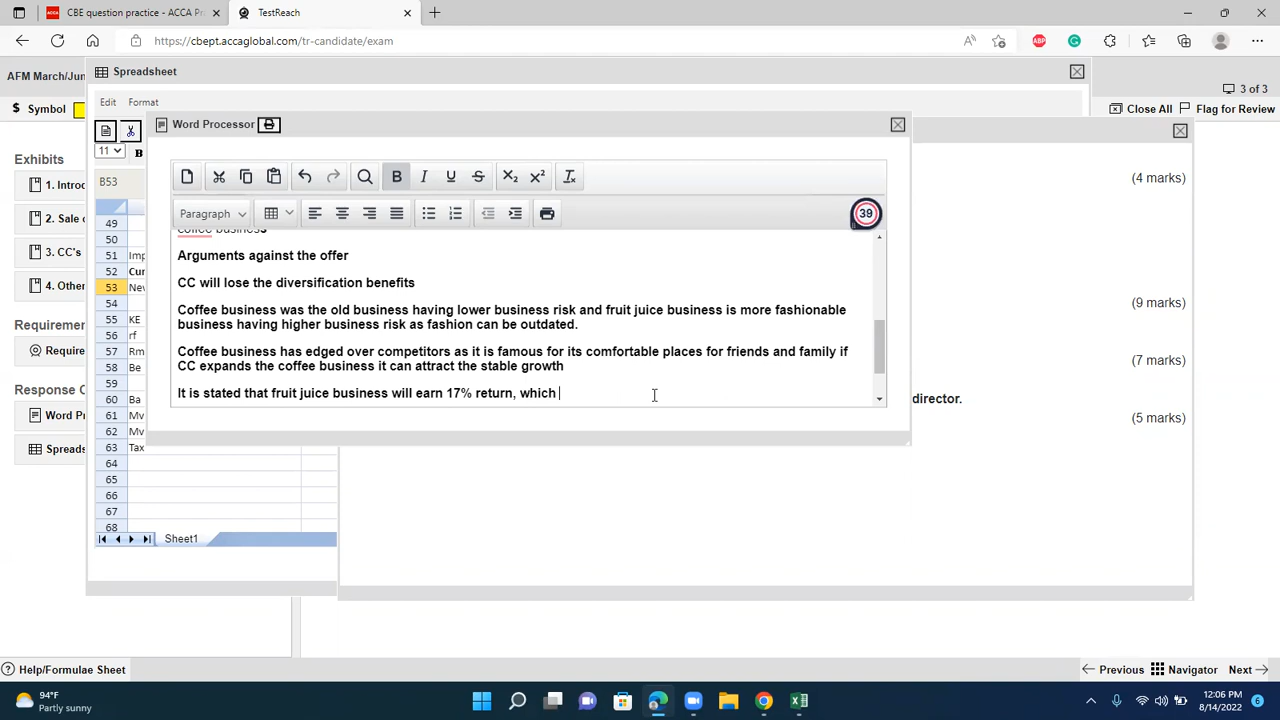 CBE question practice - ACCA Pr
TestReach
https://cbept.accaglobal.com/tr-candidate/exam
AFM March/Jun
Spreadsheet
3 of 3
$ Symbol
Edit Format
Close All Flag for Review
Word Processor
11
B
B53
Exhibits
1. Introc
2. Sale c
3. CC's
4. Other
Requiremer
Require
Response C
Word Pr
Spreads
49
50
51 Imp
52 Cur
53 Nev
54
55 KE
56 rf
57 Rm
58 Be
59
60 Ba
61 Mv
62 Mv
63 Tax
64
65
66
67
68
Sheet1
B I U S X₂ X²
Paragraph
39
coffee business
Arguments against the offer
CC will lose the diversification benefits
Coffee business was the old business having lower business risk and fruit juice business is more fashionable
business having higher business risk as fashion can be outdated.
Coffee business has edged over competitors as it is famous for its comfortable places for friends and family if
CC expands the coffee business it can attract the stable growth
It is stated that fruit juice business will earn 17% return, which
(4 marks)
(9 marks)
(7 marks)
director.
(5 marks)
Help/Formulae Sheet
Previous Navigator Next
94°F
Partly sunny
12:06 PM
8/14/2022
6